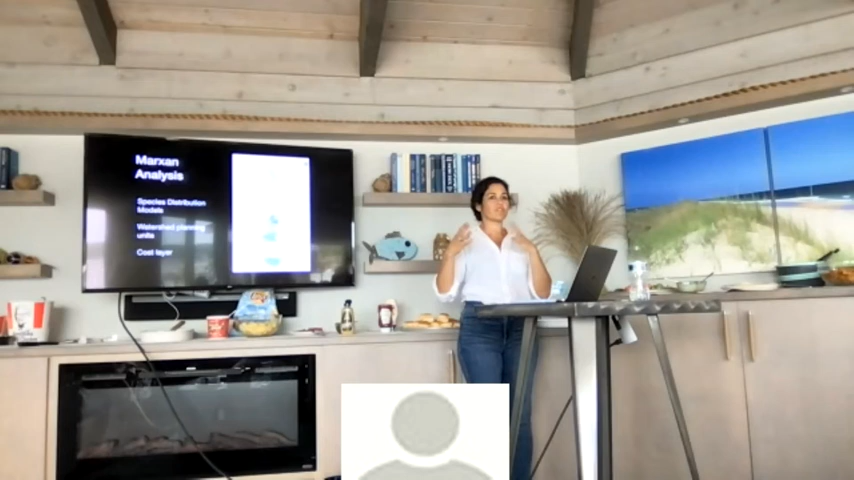 Marxan
Analysis
Species Distribution
Models
Watershed planning
units
Cost layer